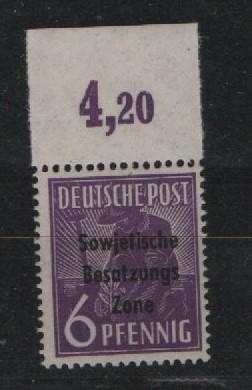 4,20
DEUTSCHE POST
Sowjetische
Besatzungs
Zone
6 PFENNIG